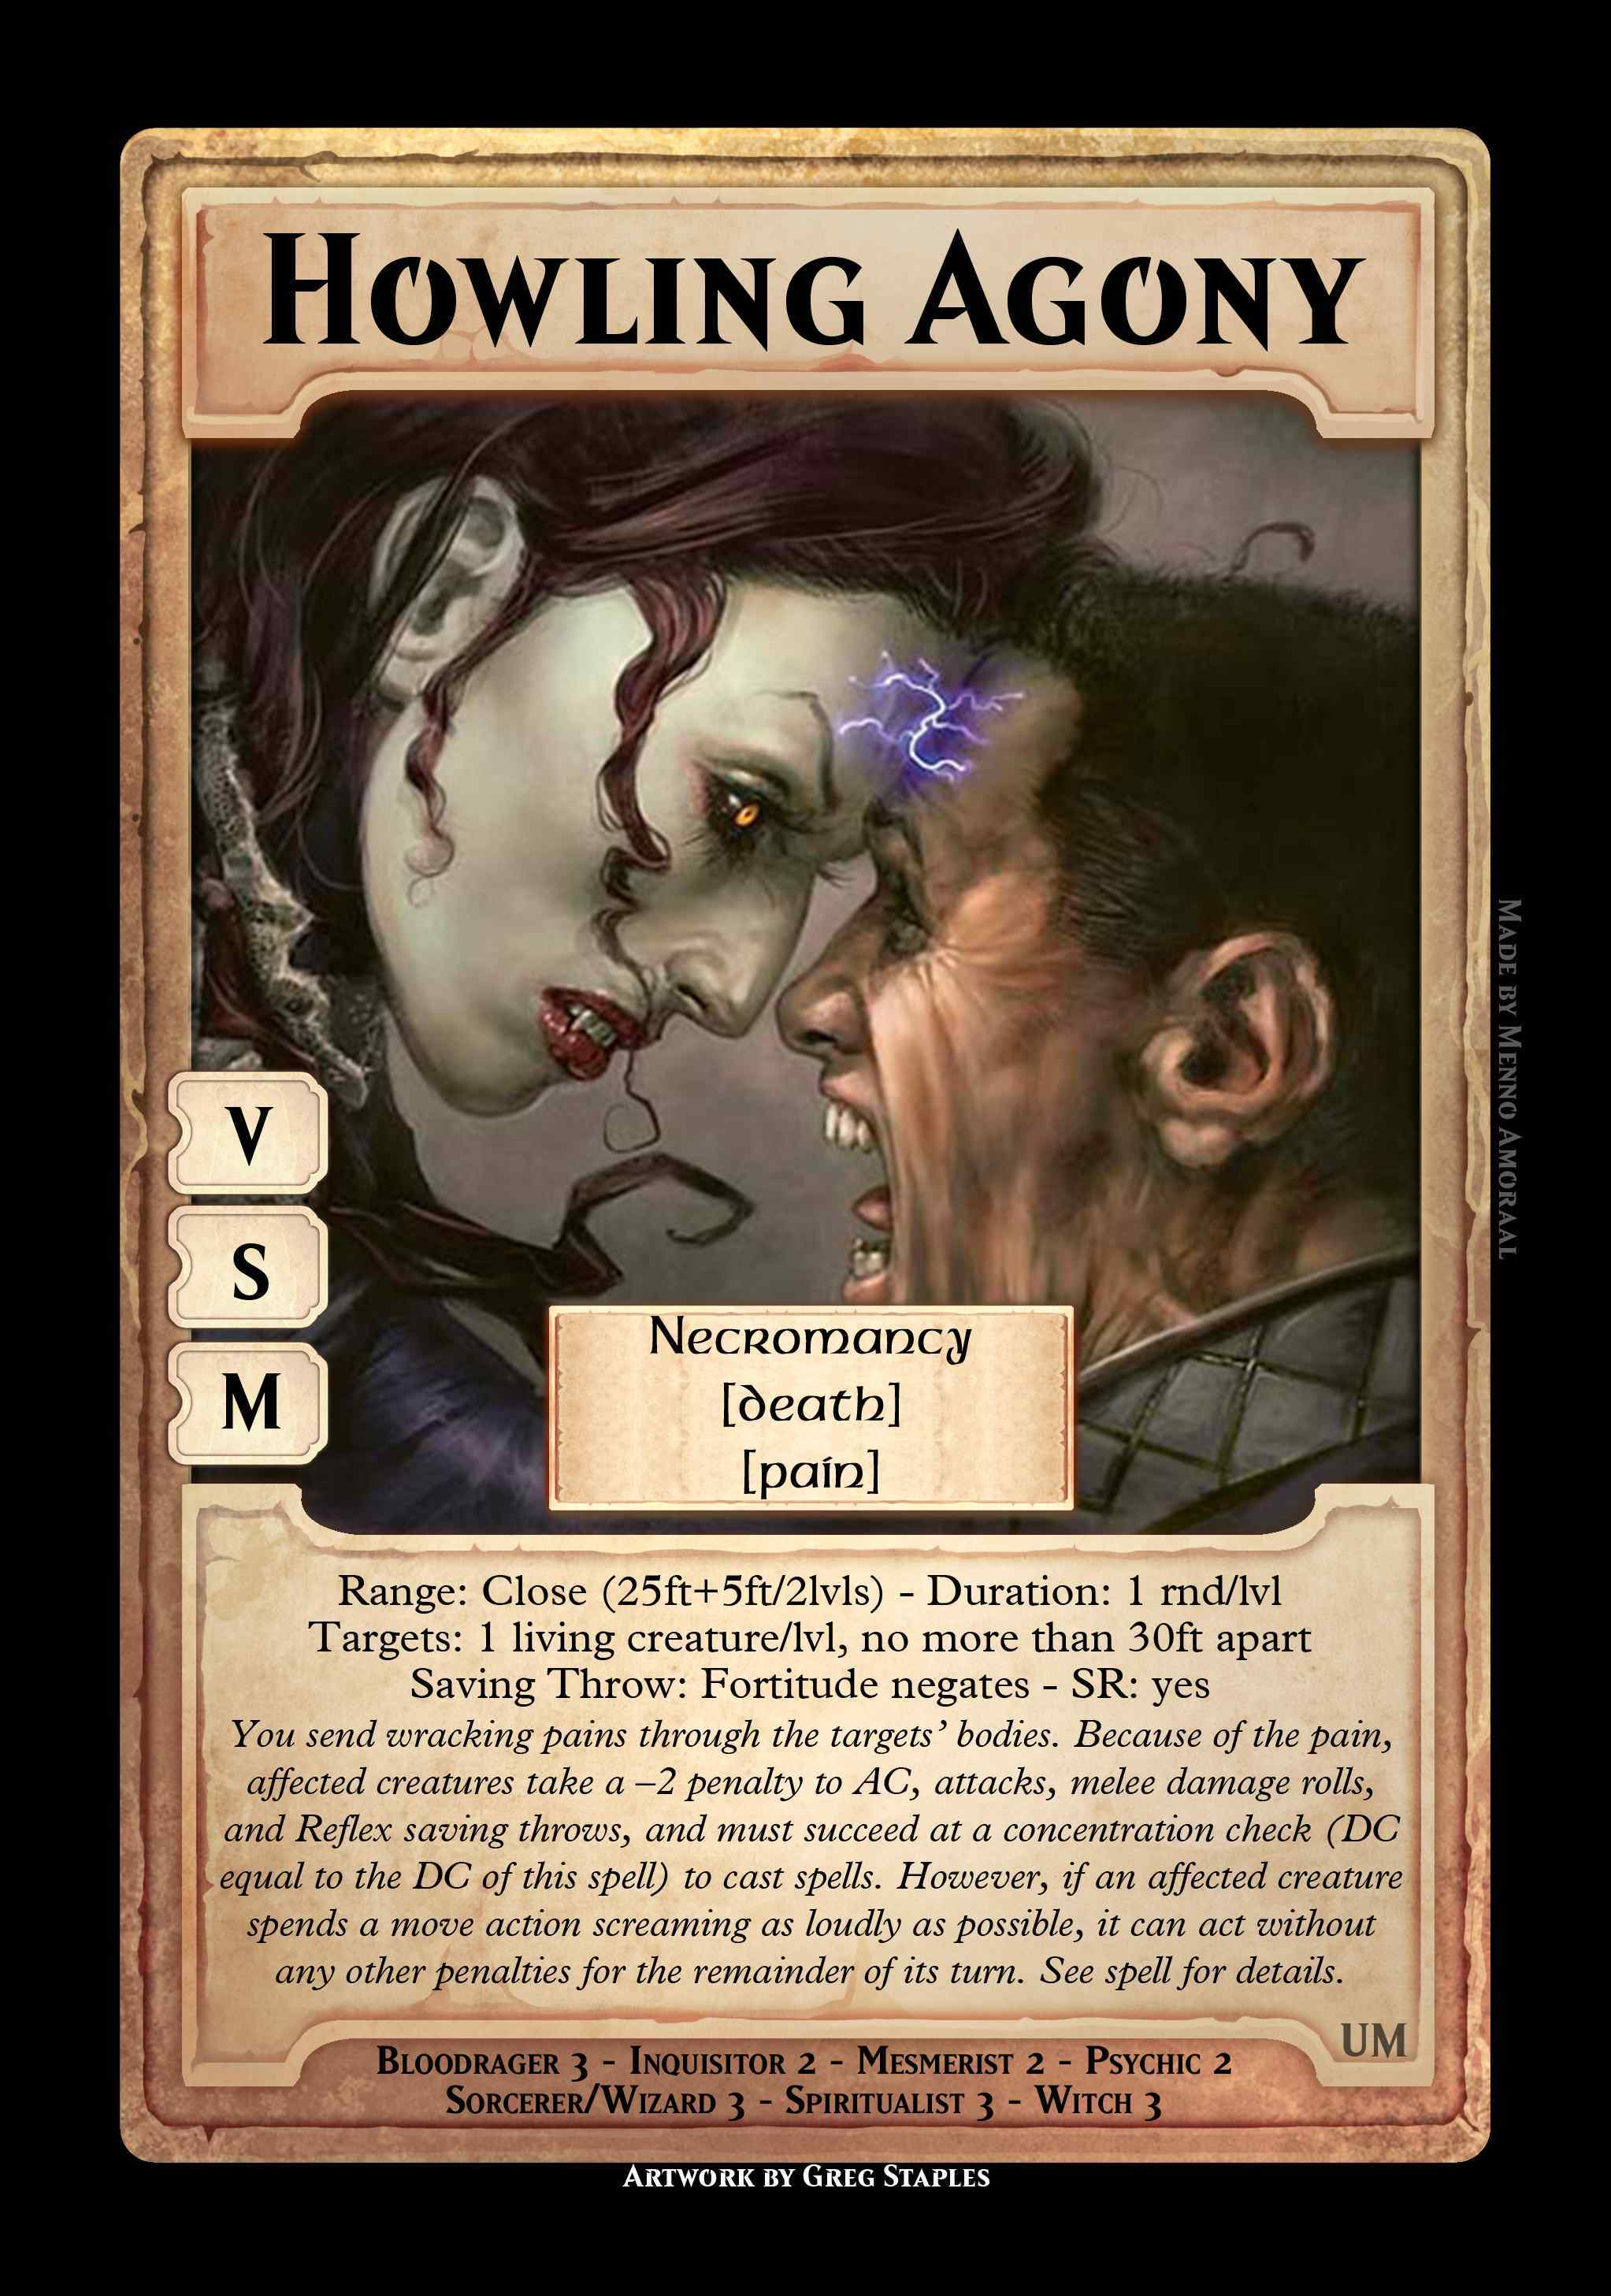 Howling Agony
V
S
M
Necromancy
[death]
[pain]
Range: Close (25ft+5ft/2lvls) - Duration: 1 rnd/lvl
Targets: 1 living creature/lvl, no more than 30ft apart
Saving Throw: Fortitude negates - SR: yes
You send wracking pains through the targets’ bodies. Because of the pain,
affected creatures take a –2 penalty to AC, attacks, melee damage rolls,
and Reflex saving throws, and must succeed at a concentration check (DC
equal to the DC of this spell) to cast spells. However, if an affected creature
spends a move action screaming as loudly as possible, it can act without
any other penalties for the remainder of its turn. See spell for details.
UM
Bloodrager 3 - Inquisitor 2 - Mesmerist 2 - Psychic 2
Sorcerer/Wizard 3 - Spiritualist 3 - Witch 3
Artwork by Greg Staples
Made by Menno Amoraal